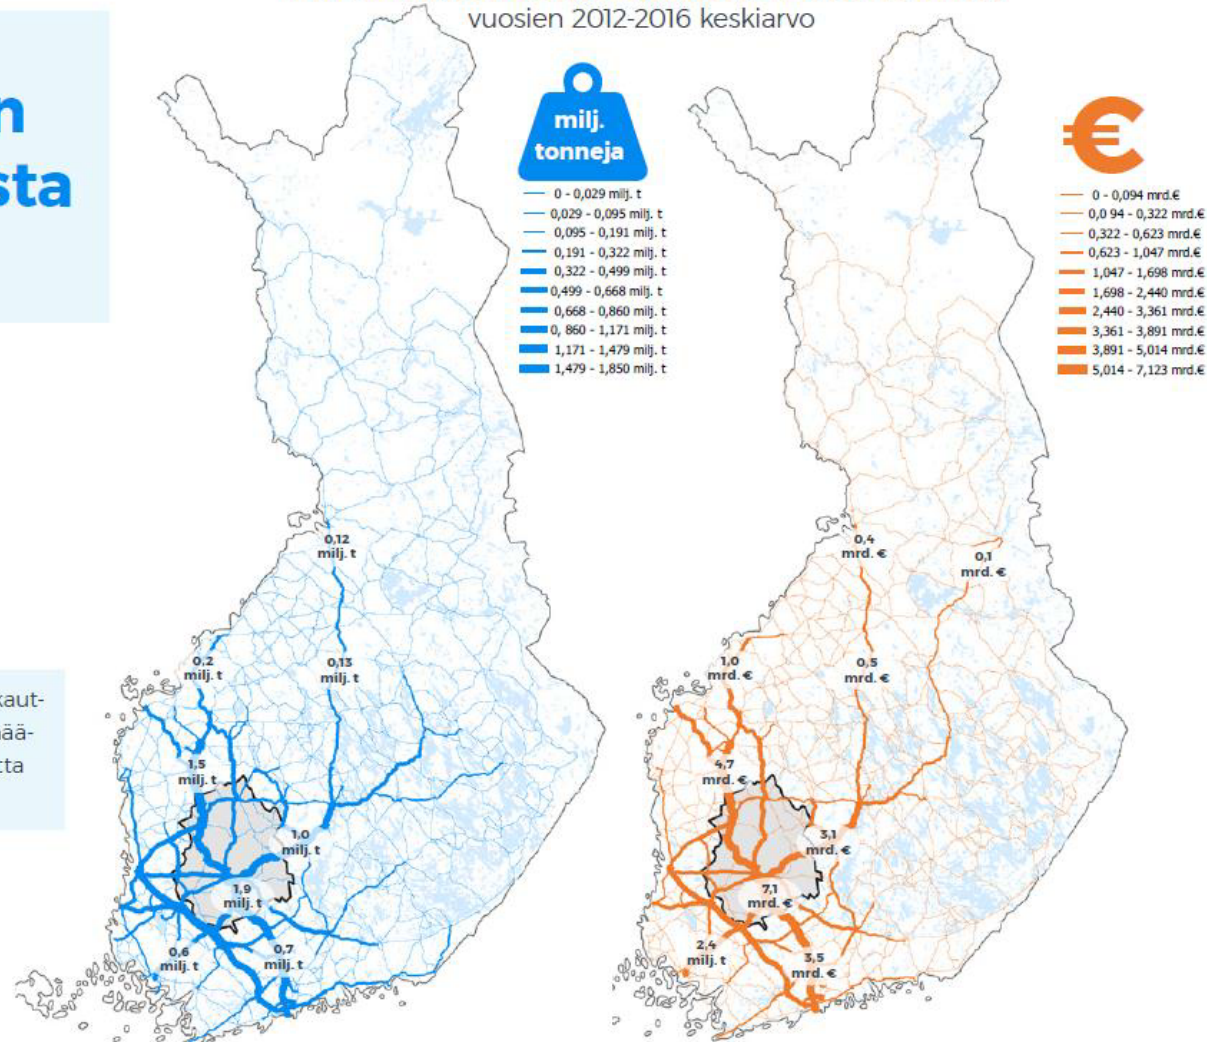 vuosien 2012-2016 keskiarvo
n
sta
milj.
tonneja
0 - 0,029 milj. t
0,029 - 0,095 milj. t
0,095 - 0,191 milj. t
0,191 - 0,322 milj. t
0,322 - 0,499 milj. t
0,499 - 0,668 milj. t
0,668 - 0,860 milj. t
0, 860 - 1,171 milj. t
1,171 - 1,479 milj. t
1,479 - 1,850 milj. t
€
0 - 0,094 mrd.€
0,0 94 - 0,322 mrd.€
0,322 - 0,623 mrd.€
0,623 - 1,047 mrd.€
1,047 - 1,698 mrd.€
1,698 - 2,440 mrd.€
2,440 - 3,361 mrd.€
3,361 - 3,891 mrd.€
3,891 - 5,014 mrd.€
5,014 - 7,123 mrd.€
kaut-
nää-
tta
0,12
milj. t
0,2
milj. t
0,13
milj. t
1,5
milj. t
1,0
milj. t
1,9
milj. t
0,6
milj. t
0,7
milj. t
0,4
mrd. €
0,1
mrd. €
1,0
mrd. €
0,5
mrd. €
4,7
mrd. €
3,1
mrd. €
7,1
mrd. €
2,4
milj. t
3,5
mrd. €